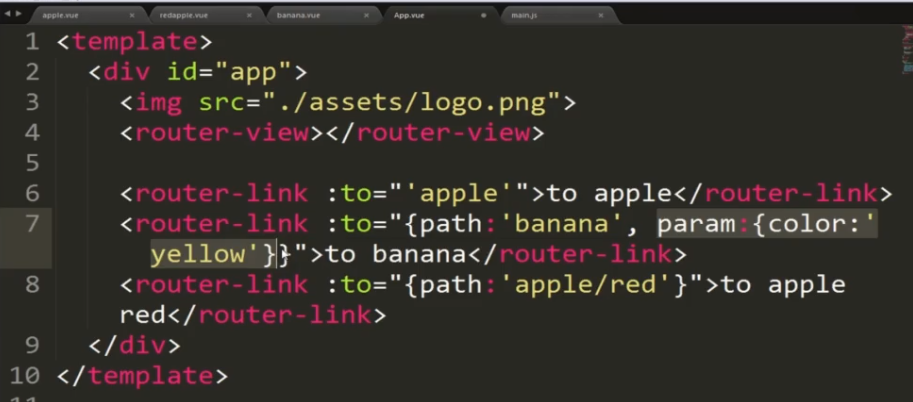 apple.vue × redapple.vue × banana.vue × App.vue main.js ×
1 <template>
2 <div id="app">
3 <img src="./assets/logo.png">
4 <router-view></router-view>
5
6 <router-link :to="'apple'">to apple</router-link>
7 <router-link :to="{path:'banana', param:{color:'
yellow'}}">to banana</router-link>
8 <router-link :to="{path:'apple/red'}">to apple
red</router-link>
9 </div>
10 </template>